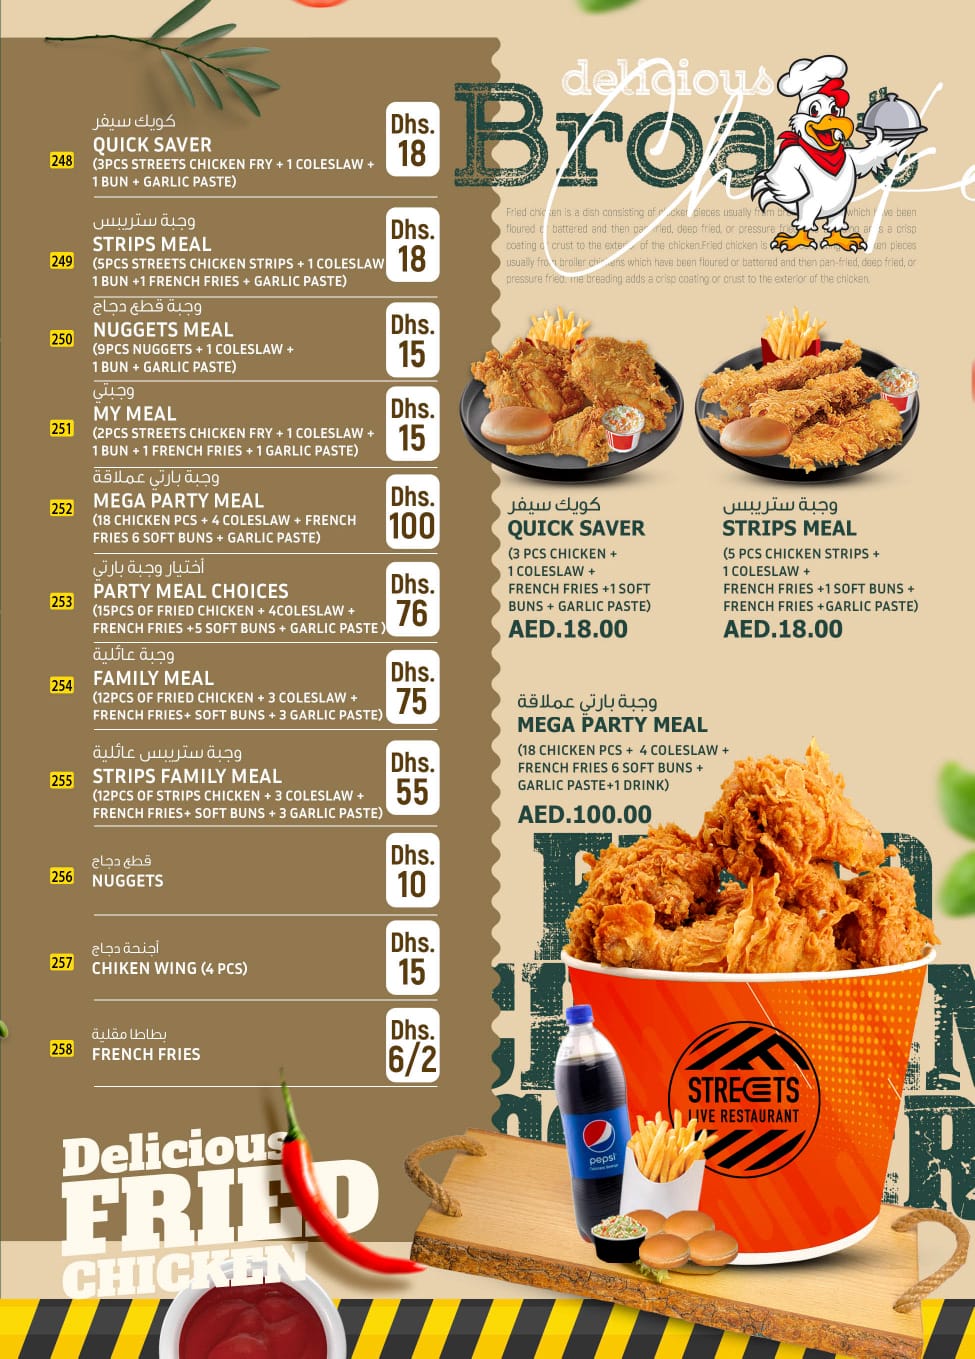 كويك سيفر
248
QUICK SAVER
(3PCS STREETS CHICKEN FRY + 1 COLESLAW +
1 BUN + GARLIC PASTE)
Dhs.
18
وجبة ستريبس
249
STRIPS MEAL
(5PCS STREETS CHICKEN STRIPS + 1 COLESLAW
1 BUN +1 FRENCH FRIES + GARLIC PASTE)
Dhs.
18
وجبة قطع دجاج
250
NUGGETS MEAL
(9PCS NUGGETS + 1 COLESLAW +
1 BUN + GARLIC PASTE)
Dhs.
15
وجبتي
251
MY MEAL
(2PCS STREETS CHICKEN FRY + 1 COLESLAW +
1 BUN + 1 FRENCH FRIES + 1 GARLIC PASTE)
Dhs.
15
وجبة بارتي عملاقة
252
MEGA PARTY MEAL
(18 CHICKEN PCS + 4 COLESLAW + FRENCH
FRIES 6 SOFT BUNS + GARLIC PASTE)
Dhs.
100
أختيار وجبة بارتي
253
PARTY MEAL CHOICES
(15PCS OF FRIED CHICKEN + 4COLESLAW +
FRENCH FRIES +5 SOFT BUNS + GARLIC PASTE )
Dhs.
76
وجبة عائلية
254
FAMILY MEAL
(12PCS OF FRIED CHICKEN + 3 COLESLAW +
FRENCH FRIES+ SOFT BUNS + 3 GARLIC PASTE)
Dhs.
75
وجبة ستريبس عائلية
255
STRIPS FAMILY MEAL
(12PCS OF STRIPS CHICKEN + 3 COLESLAW +
FRENCH FRIES+ SOFT BUNS + 3 GARLIC PASTE)
Dhs.
55
قطع دجاج
256
NUGGETS
Dhs.
10
أجنحة دجاج
257
CHIKEN WING (4 PCS)
Dhs.
15
بطاطا مقلية
258
FRENCH FRIES
Dhs.
6/2
Delicious
FRIED
CHICKEN
delicious
Fried chicken is a dish consisting of chicken pieces usually from which have been
floured or battered and then pan-fried, deep fried, or pressure a crisp
coating or crust to the exterior of the chicken.Fried chicken is pieces
usually from broiler chickens which have been floured or battered and then pan-fried, deep fried, or
pressure fried. The breading adds a crisp coating or crust to the exterior of the chicken.
كويك سيفر
QUICK SAVER
(3 PCS CHICKEN +
1 COLESLAW +
FRENCH FRIES +1 SOFT
BUNS + GARLIC PASTE)
AED.18.00
وجبة ستريبس
STRIPS MEAL
(5 PCS CHICKEN STRIPS +
1 COLESLAW +
FRENCH FRIES +1 SOFT BUNS +
FRENCH FRIES +GARLIC PASTE)
AED.18.00
وجبة بارتي عملاقة
MEGA PARTY MEAL
(18 CHICKEN PCS + 4 COLESLAW +
FRENCH FRIES 6 SOFT BUNS +
GARLIC PASTE+1 DRINK)
AED.100.00
STREETS
LIVE RESTAURANT
pepsi